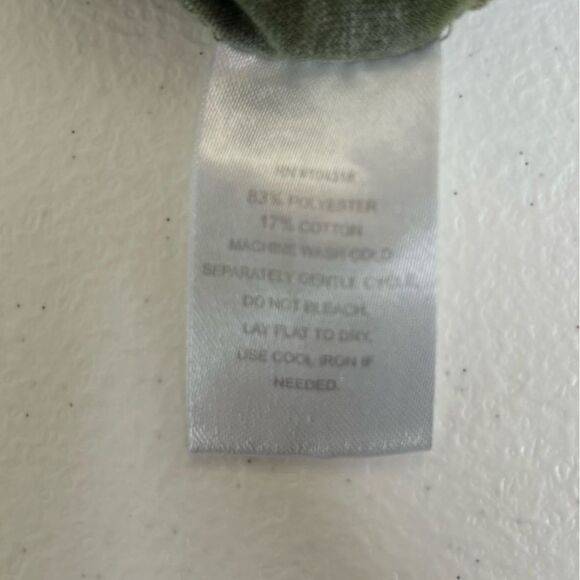 83% POLYESTER
17% COTTON
MACHINE WASH COLD
SEPARATELY GENTLE CYCLE.
DO NOT BLEACH.
LAY FLAT TO DRY.
USE COOL IRON IF
NEEDED.